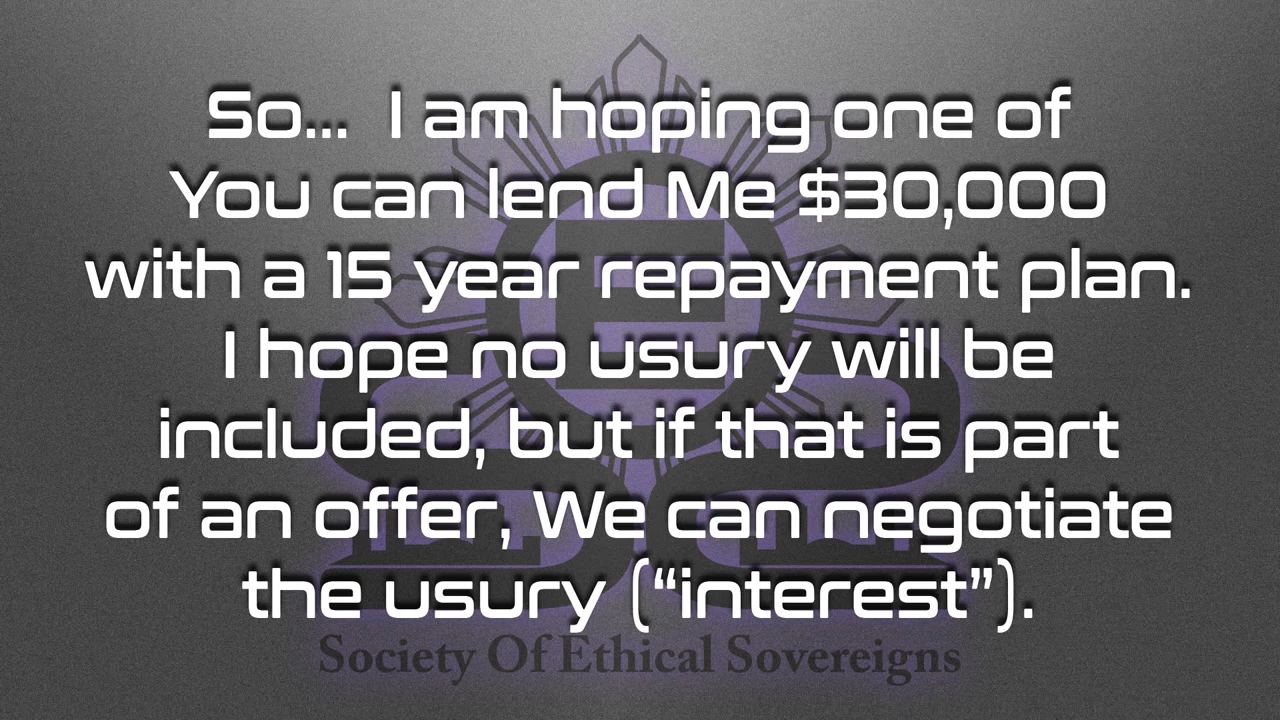 So... I am hoping one of
You can lend Me $30,000
with a 15 year repayment plan.
I hope no usury will be
included, but if that is part
of an offer, We can negotiate
the usury (“interest”).
Society Of Ethical Sovereigns